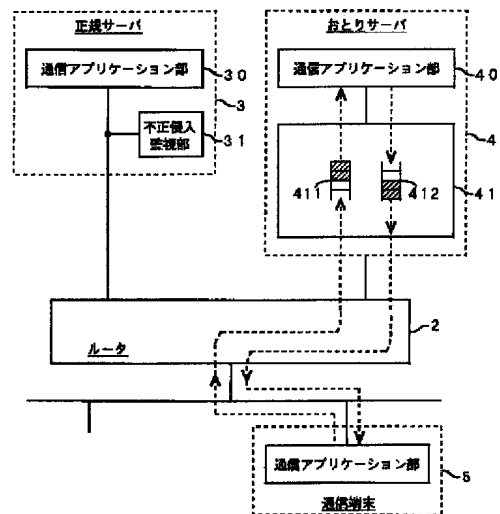 正規サーバ
通信アプリケーション部
30
3
不正侵入
監視部
31
おとりサーバ
通信アプリケーション部
40
4
411
412
41
ルータ
2
通信アプリケーション部
5
通信端末